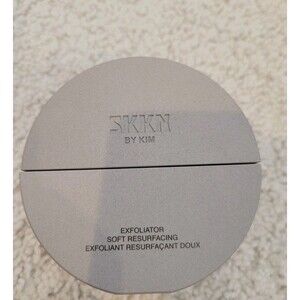 SKKN
BY KIM
EXFOLIATOR
SOFT RESURFACING
EXFOLIANT RESURFAÇANT DOUX